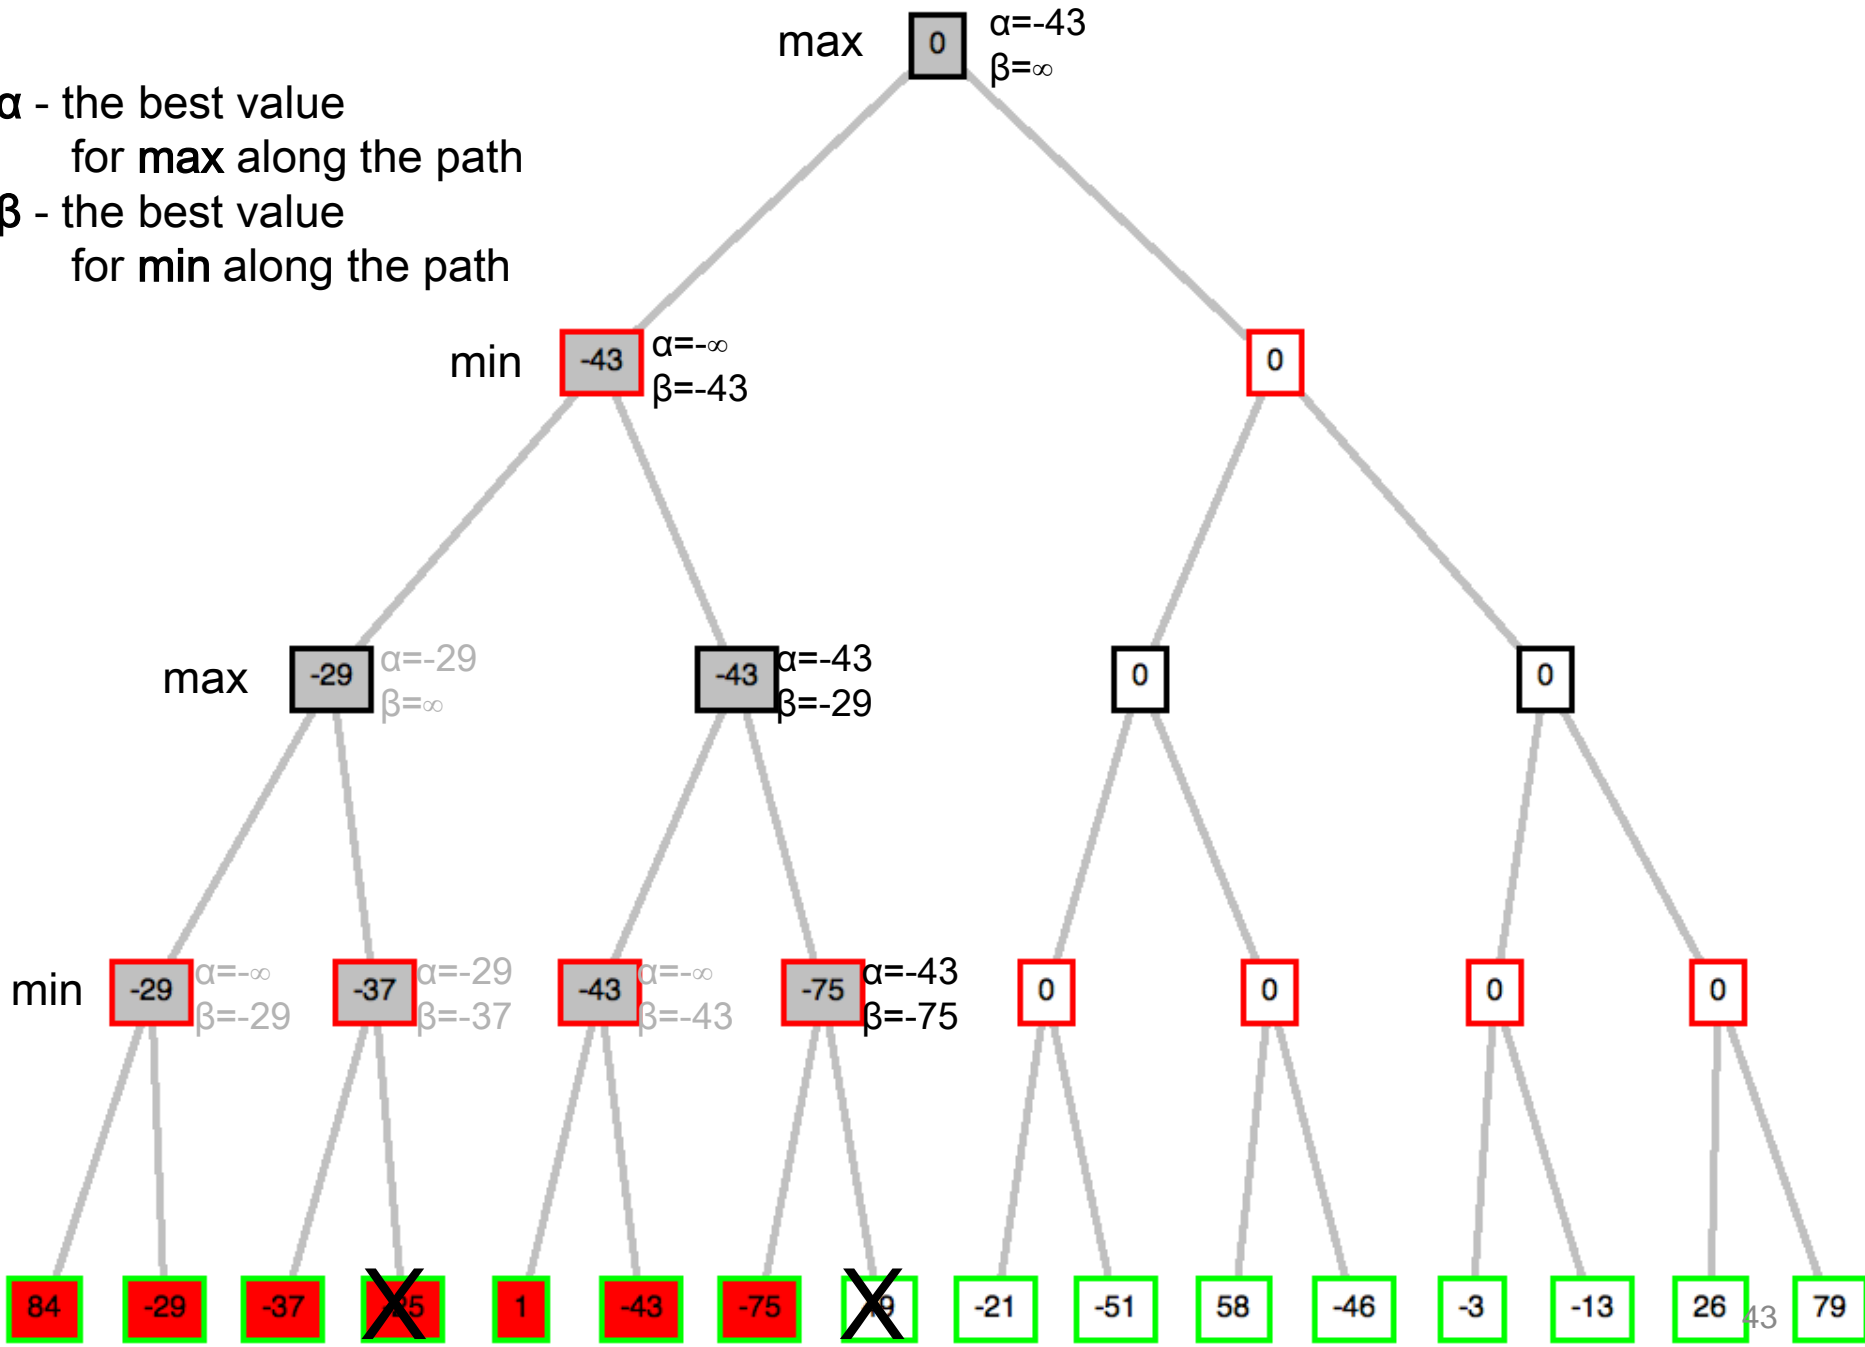 max
0
α=-43
β=∞
α - the best value
for max along the path
β - the best value
for min along the path
min
-43
α=-∞
β=-43
0
max
-29
α=-29
β=∞
-43
α=-43
β=-29
0
0
min
-29
α=-∞
β=-29
-37
α=-29
β=-37
-43
α=-∞
β=-43
-75
α=-43
β=-75
0
0
0
0
84
-29
-37
X
1
-43
-75
X
-21
-51
58
-46
-3
-13
26
43
79